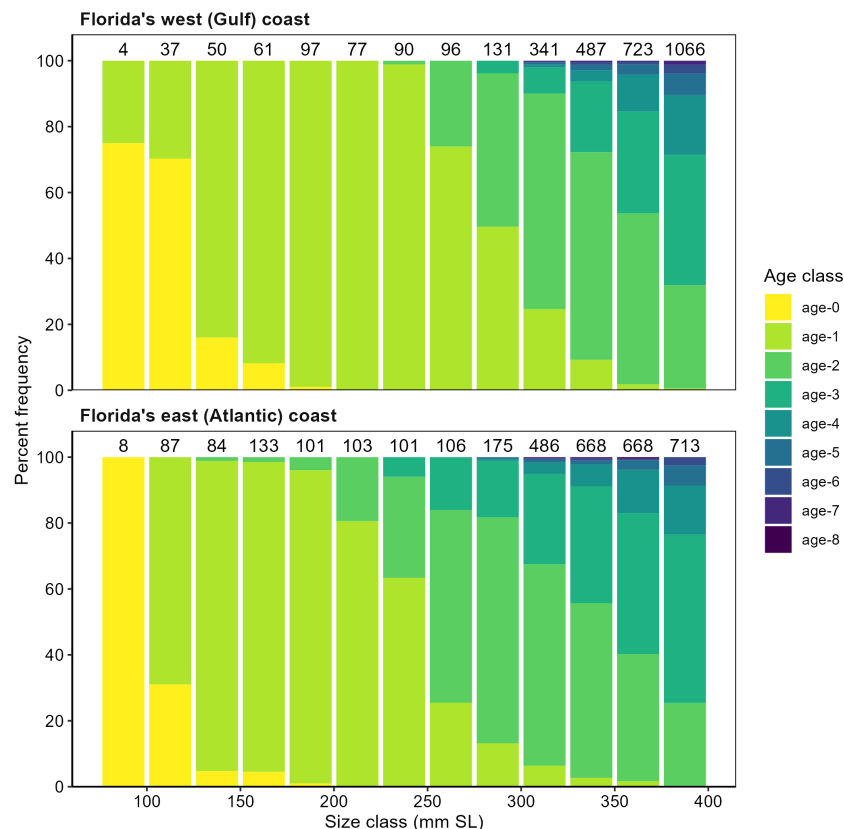 Florida's west (Gulf) coast
4 37 50 61 97 77 90 96 131 341 487 723 1066
100
80
60
40
20
0
Percent frequency
Florida's east (Atlantic) coast
8 87 84 133 101 103 101 106 175 486 668 668 713
100
80
60
40
20
0
100 150 200 250 300 350 400
Size class (mm SL)
Age class
age-0
age-1
age-2
age-3
age-4
age-5
age-6
age-7
age-8